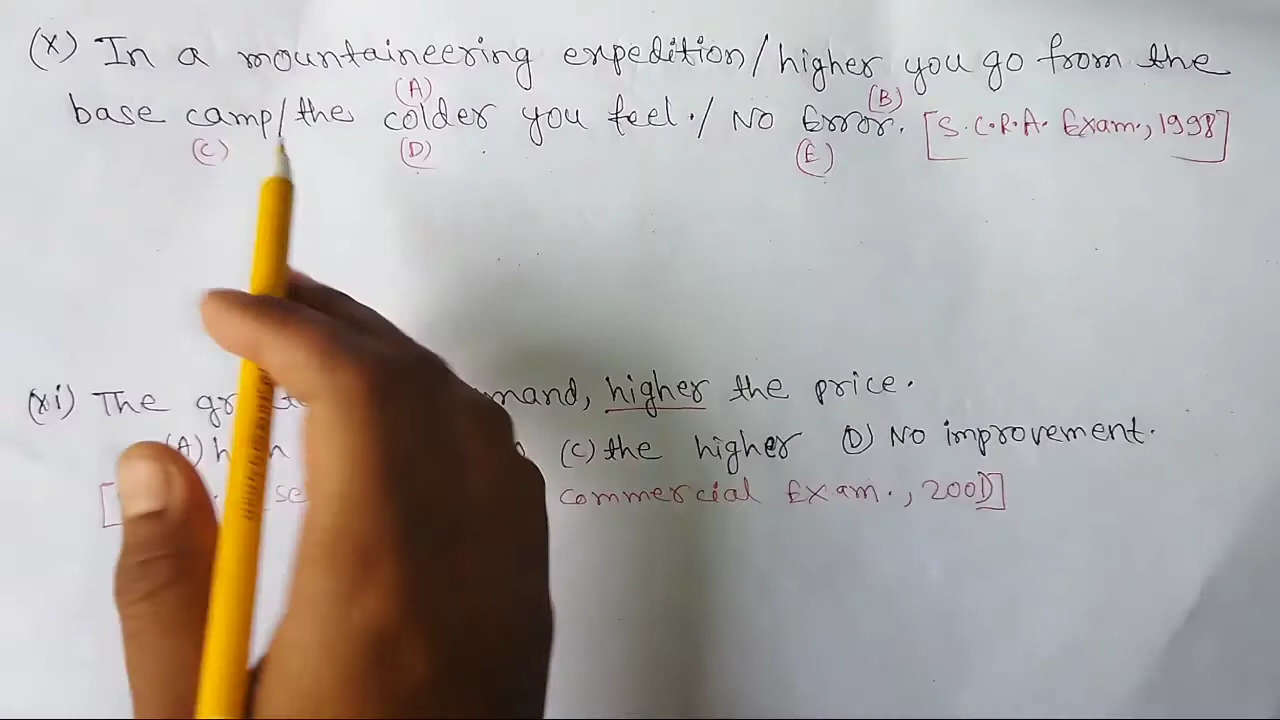 (x) In a mountaineering expedition/higher you go from the
(A) (B)
base camp/the colder you feel./ No Error. [S.C.R.A. Exam., 1998]
(C) (D) (E)
(xi) The higher the price.
(A) (C) the higher (D) No improvement.
commercial Exam., 2001]